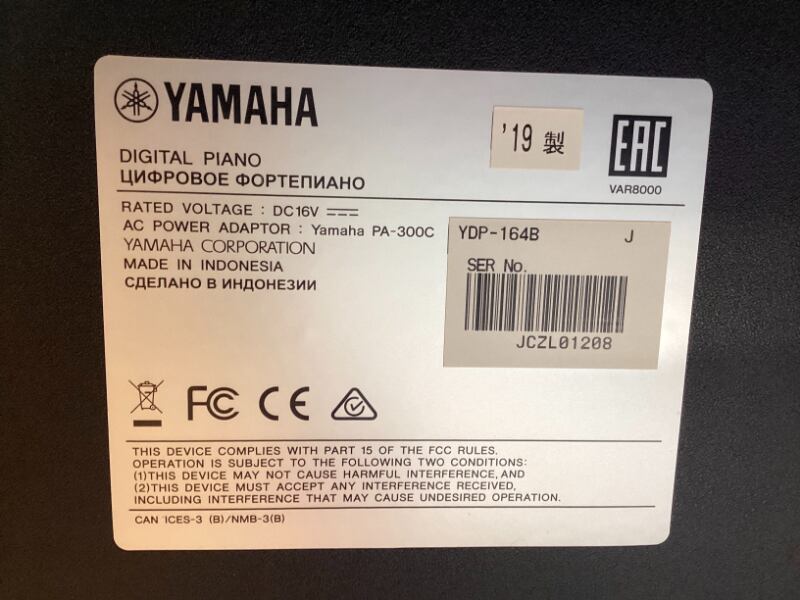 YAMAHA
'19 製
EAC
VAR8000
DIGITAL PIANO
ЦИФРОВОЕ ФОРТЕПИАНО
RATED VOLTAGE : DC16V
AC POWER ADAPTOR : Yamaha PA-300C
YAMAHA CORPORATION
MADE IN INDONESIA
СДЕЛАНО В ИНДОНЕЗИИ
YDP-164B J
SER No.
JCZL01208
FC CE
THIS DEVICE COMPLIES WITH PART 15 OF THE FCC RULES.
OPERATION IS SUBJECT TO THE FOLLOWING TWO CONDITIONS:
(1)THIS DEVICE MAY NOT CAUSE HARMFUL INTERFERENCE,AND
(2)THIS DEVICE MUST ACCEPT ANY INTERFERENCE RECEIVED,
INCLUDING INTERFERENCE THAT MAY CAUSE UNDESIRED OPERATION.
CAN ICES-3 (B)/NMB-3(B)